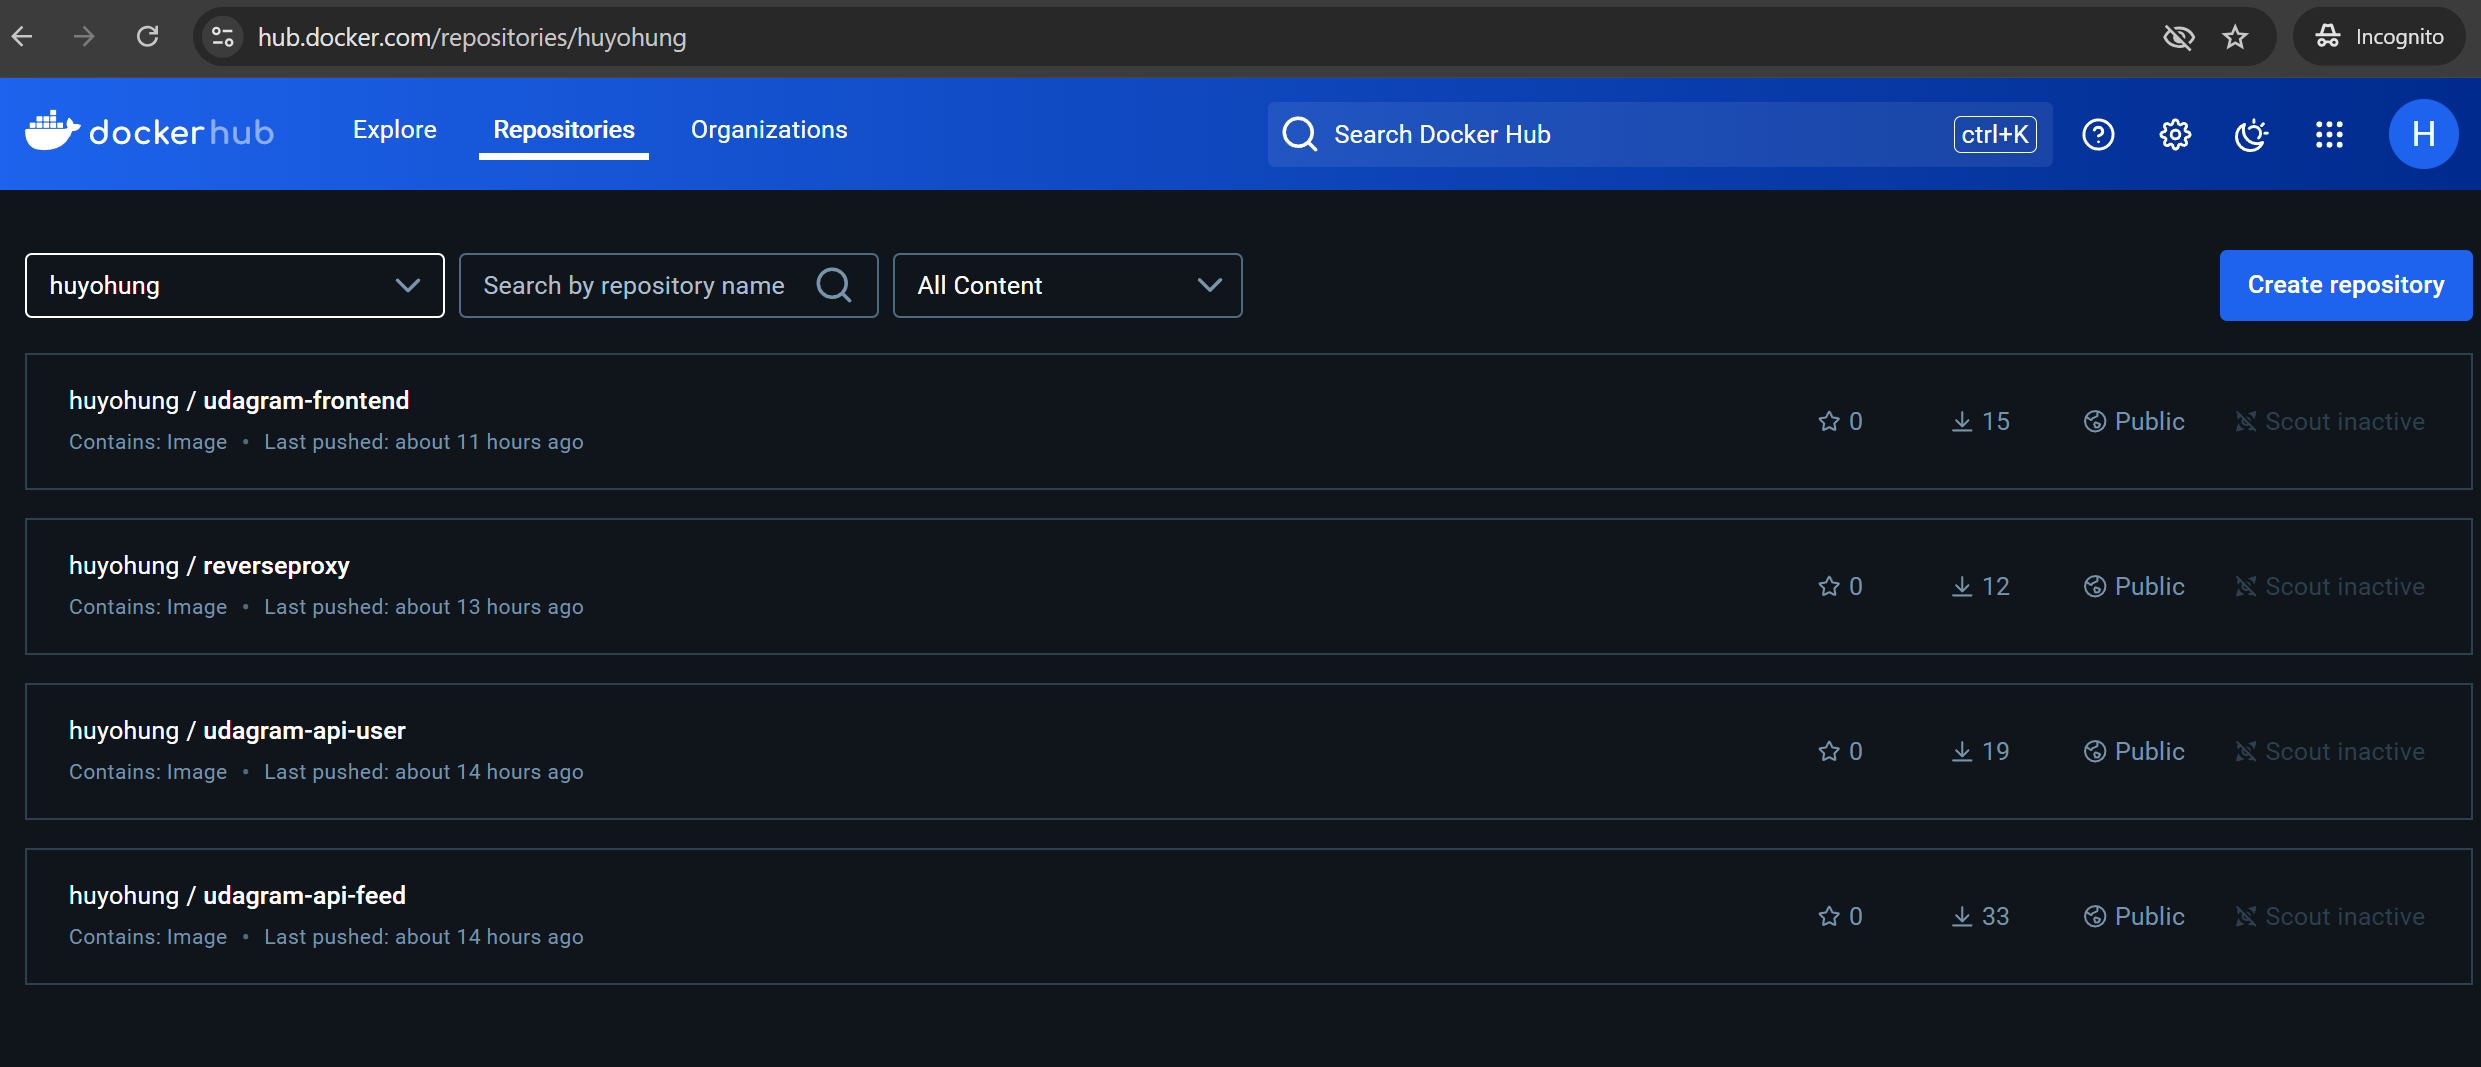 hub.docker.com/repositories/huyohung
Incognito
dockerhub
Explore
Repositories
Organizations
Search Docker Hub
ctrl+K
H
huyohung
Search by repository name
All Content
Create repository
huyohung / udagram-frontend
Contains: Image • Last pushed: about 11 hours ago
0
15
Public
Scout inactive
huyohung / reverseproxy
Contains: Image • Last pushed: about 13 hours ago
0
12
Public
Scout inactive
huyohung / udagram-api-user
Contains: Image • Last pushed: about 14 hours ago
0
19
Public
Scout inactive
huyohung / udagram-api-feed
Contains: Image • Last pushed: about 14 hours ago
0
33
Public
Scout inactive